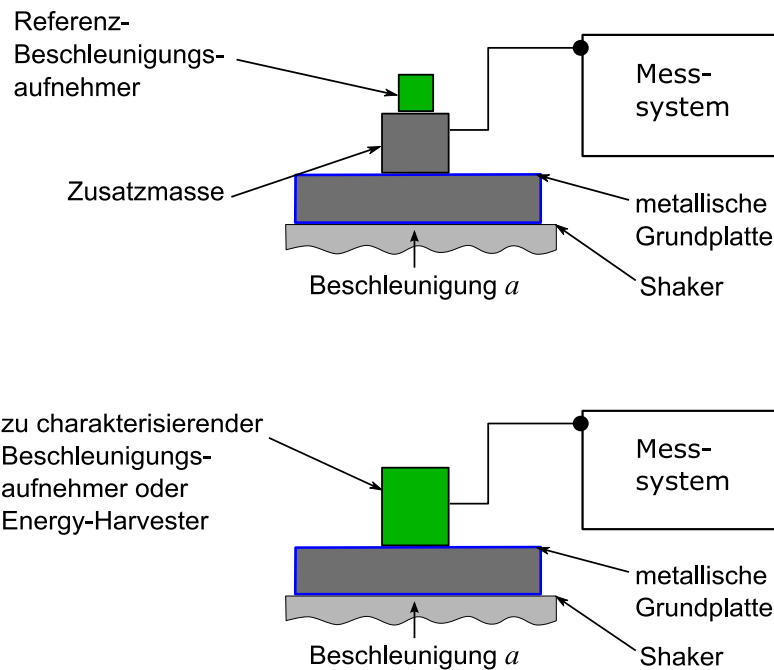 Referenz-
Beschleunigungs-
aufnehmer
Mess-
system
Zusatzmasse
metallische
Grundplatte
Beschleunigung a
Shaker
zu charakterisierender
Beschleunigungs-
aufnehmer oder
Energy-Harvester
Mess-
system
metallische
Grundplatte
Beschleunigung a
Shaker